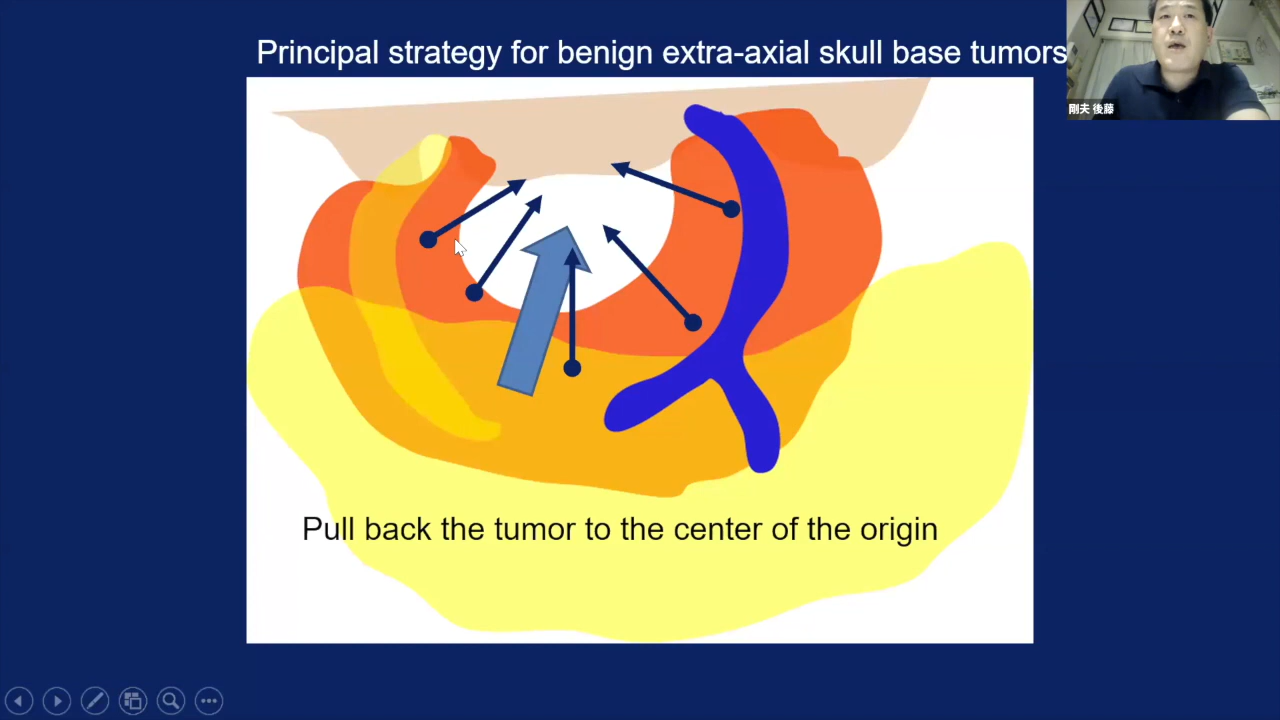 Principal strategy for benign extra-axial skull base tumors
剛夫 後藤
Pull back the tumor to the center of the origin